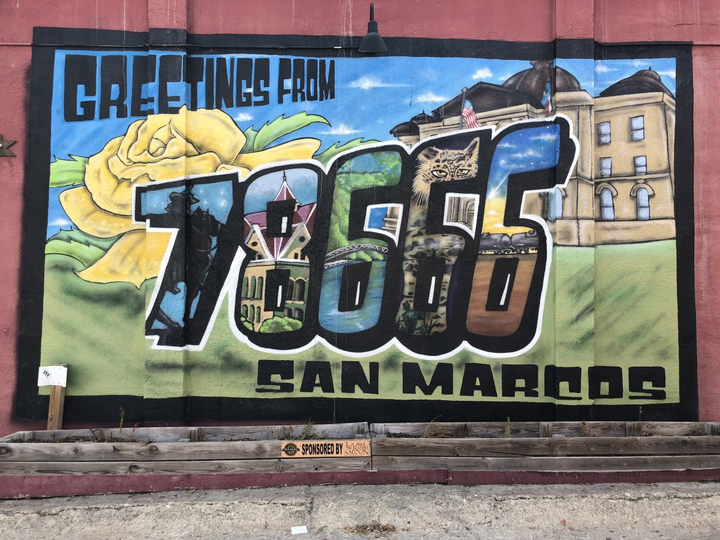 GREETINGS FROM
78666
SAN MARCOS
SPONSORED BY